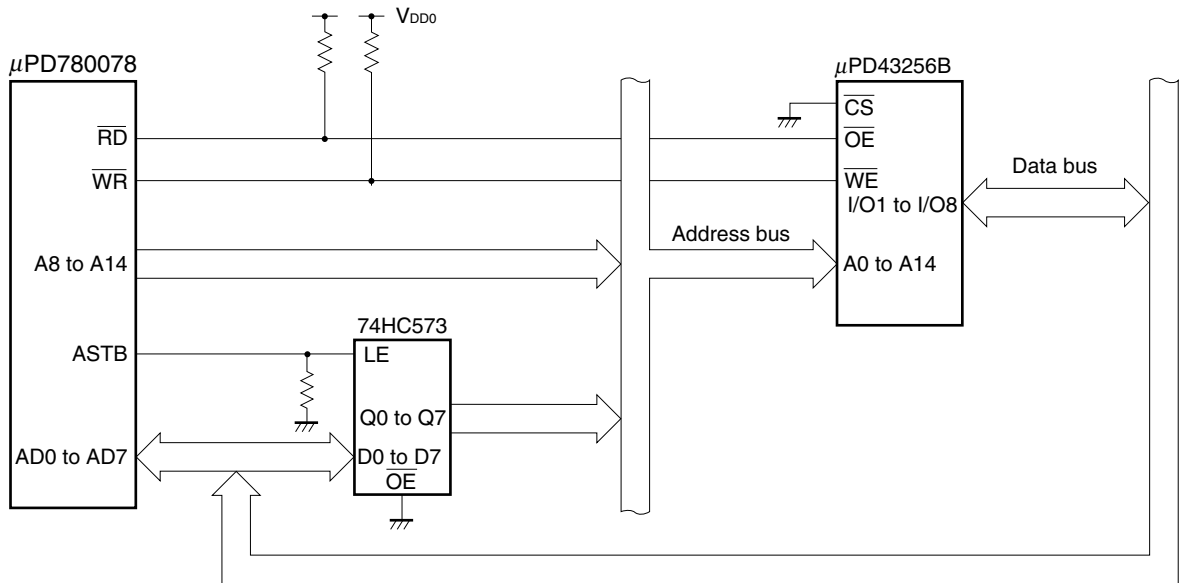 VDD0
μPD780078
μPD43256B
CS
RD
OE
WR
WE
Data bus
I/O1 to I/O8
Address bus
A8 to A14
A0 to A14
74HC573
ASTB
LE
Q0 to Q7
AD0 to AD7
D0 to D7
OE